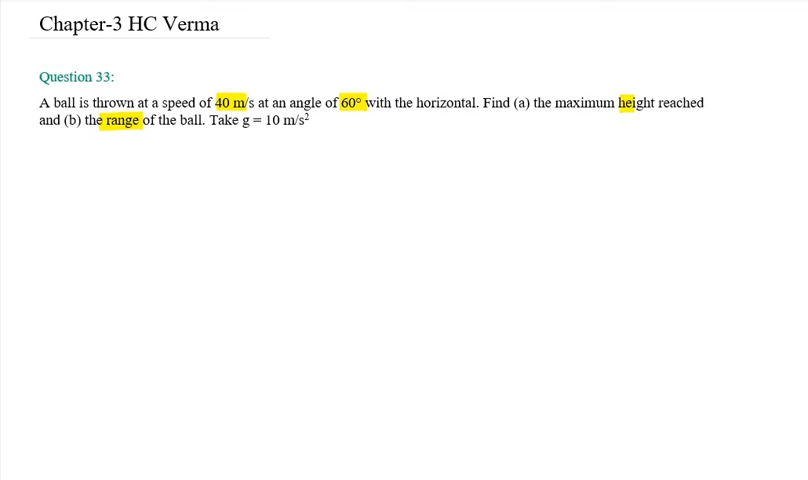 Chapter-3 HC Verma
Question 33:
A ball is thrown at a speed of 40 m/s at an angle of 60° with the horizontal. Find (a) the maximum height reached
and (b) the range of the ball. Take g = 10 m/s²